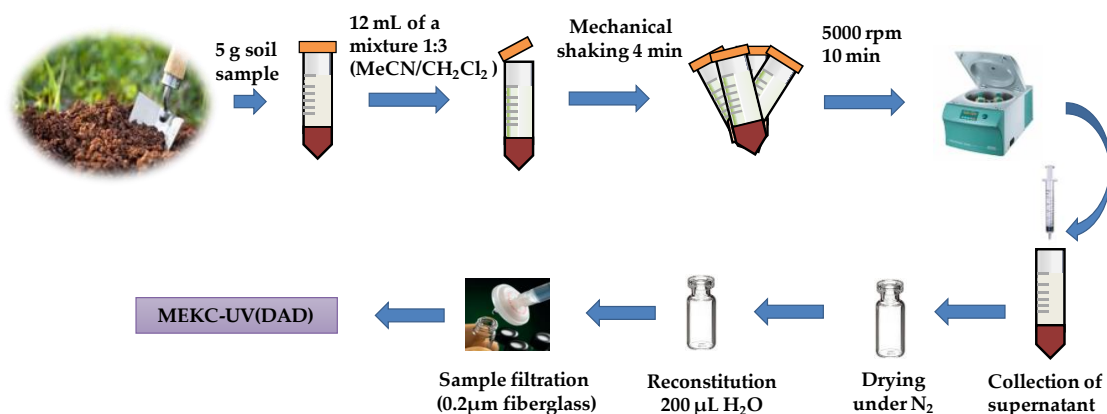 5 g soil
sample
12 mL of a
mixture 1:3
(MeCN/CH₂Cl₂ )
Mechanical
shaking 4 min
5000 rpm
10 min
Collection of
supernatant
Drying
under N₂
Reconstitution
200 µL H₂O
Sample filtration
(0.2µm fiberglass)
MEKC-UV(DAD)